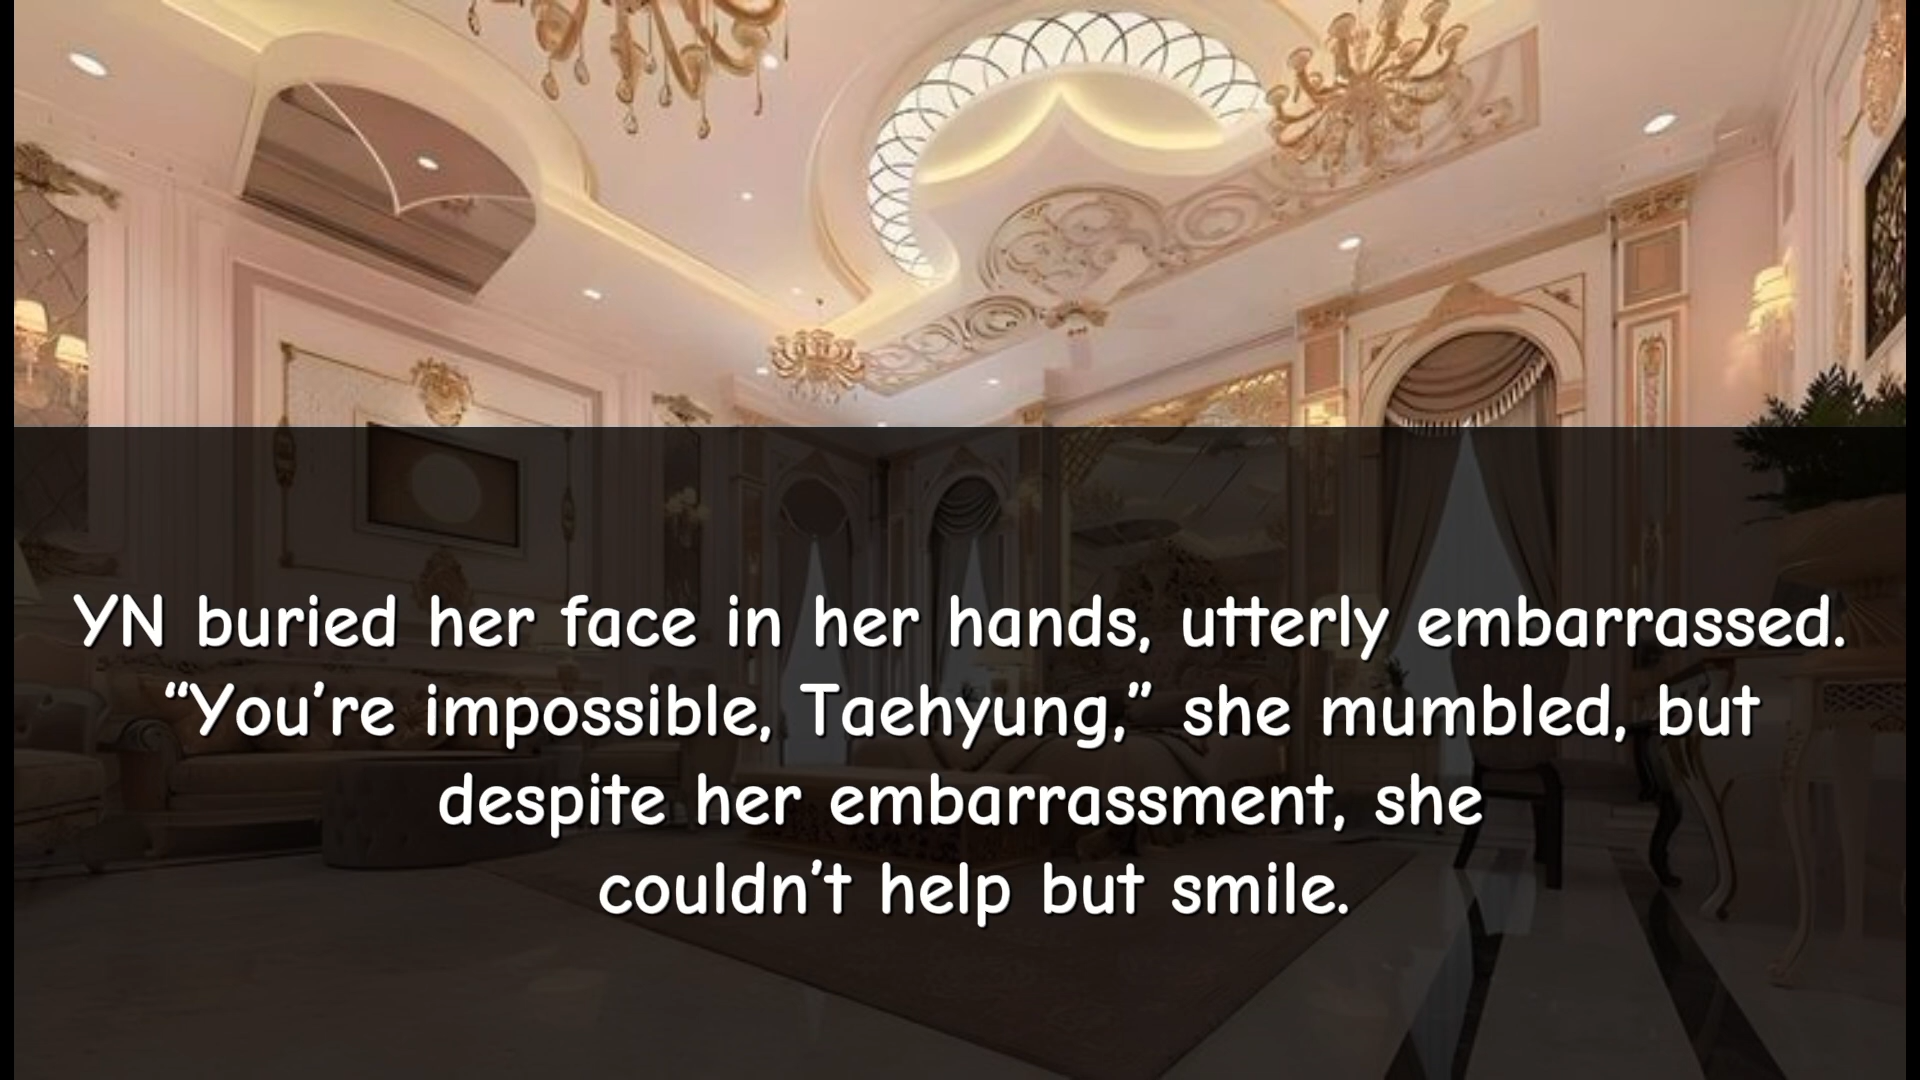 YN buried her face in her hands, utterly embarrassed.
“You’re impossible, Taehyung,” she mumbled, but
despite her embarrassment, she
couldn’t help but smile.